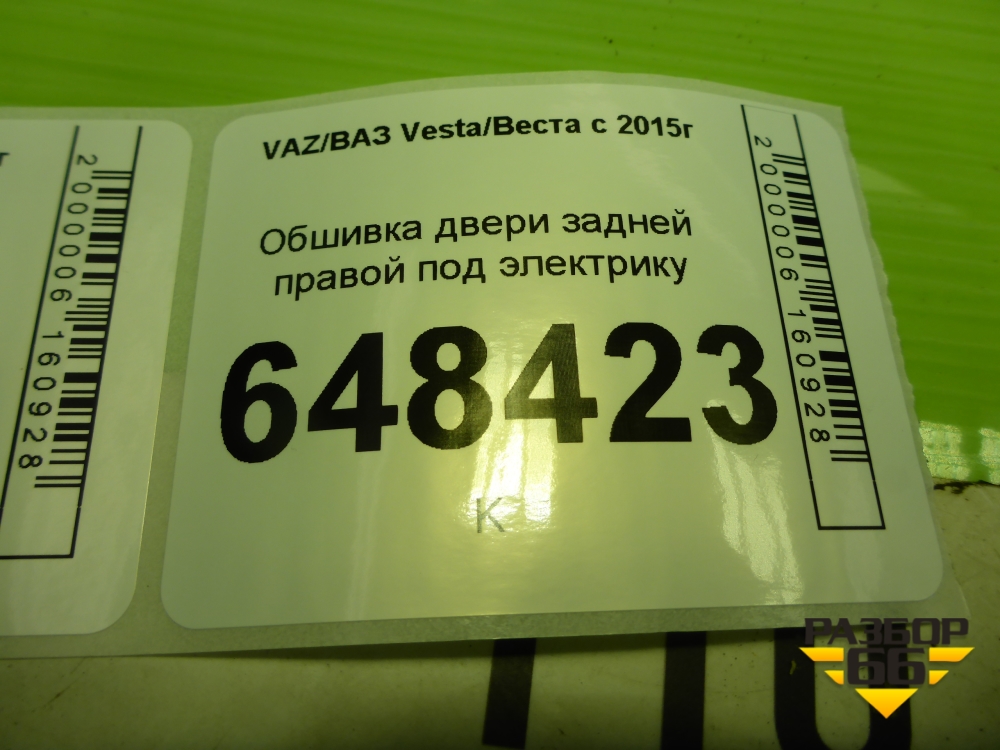 VAZ/ВАЗ Vesta/Веста с 2015г
Обшивка двери задней
правой под электрику
648423
К
2000006160928
2000006160928
РАЗБОР
66